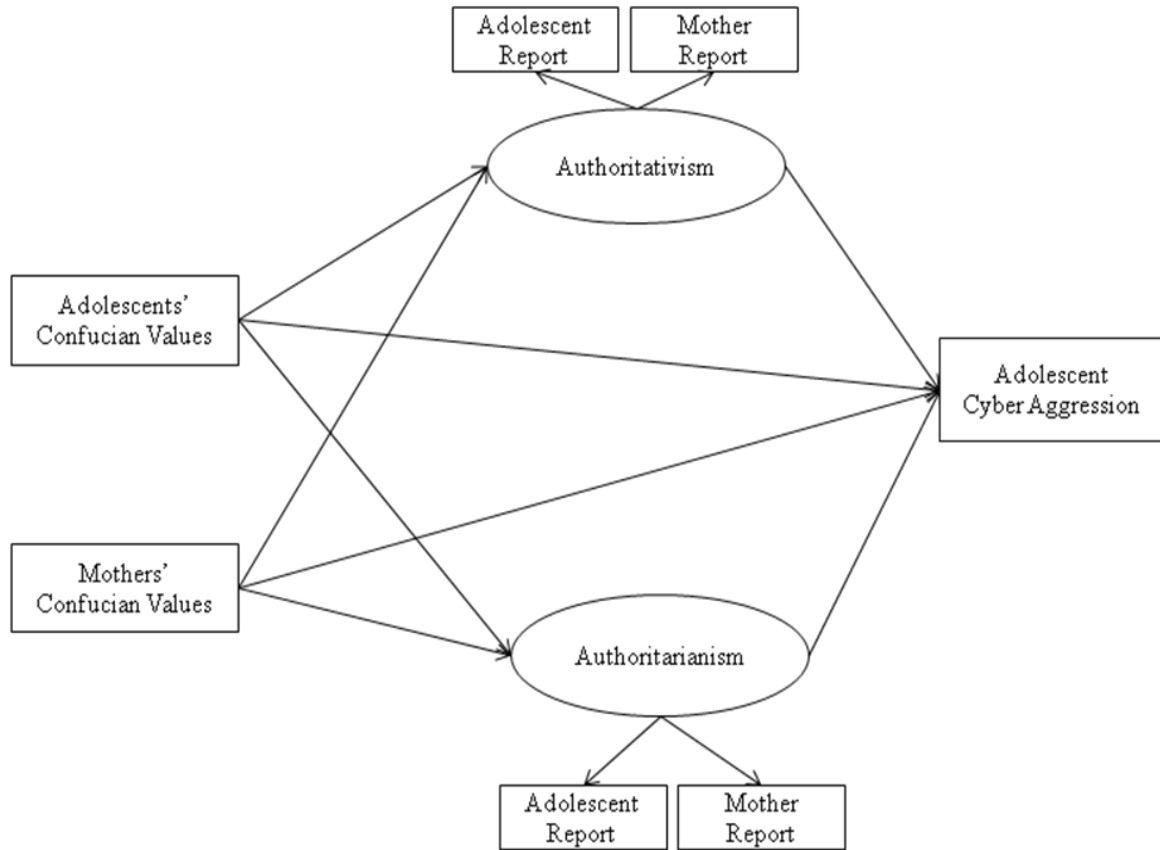 Adolescent
Report
Mother
Report
Authoritativism
Adolescents’
Confucian Values
Adolescent
Cyber Aggression
Mothers’
Confucian Values
Authoritarianism
Adolescent
Report
Mother
Report